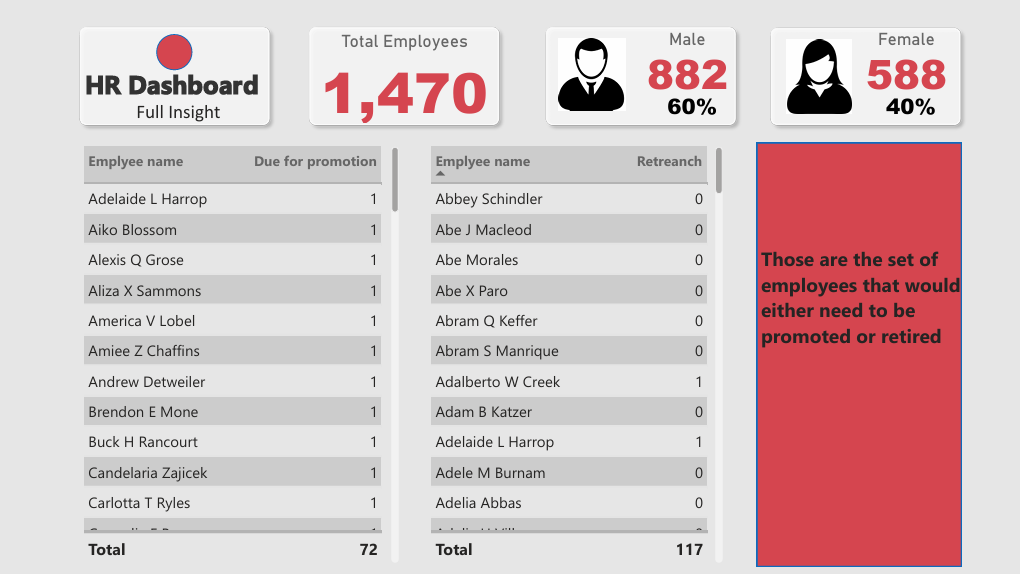 HR Dashboard
Full Insight
Total Employees
1,470
Male
882
60%
Female
588
40%
Emplyee name Due for promotion
Adelaide L Harrop 1
Aiko Blossom 1
Alexis Q Grose 1
Aliza X Sammons 1
America V Lobel 1
Amiee Z Chaffins 1
Andrew Detweiler 1
Brendon E Mone 1
Buck H Rancourt 1
Candelaria Zajicek 1
Carlotta T Ryles 1
Total 72
Emplyee name Retreanch
Abbey Schindler 0
Abe J Macleod 0
Abe Morales 0
Abe X Paro 0
Abram Q Keffer 0
Abram S Manrique 0
Adalberto W Creek 1
Adam B Katzer 0
Adelaide L Harrop 1
Adele M Burnam 0
Adelia Abbas 0
Total 117
Those are the set of
employees that would
either need to be
promoted or retired